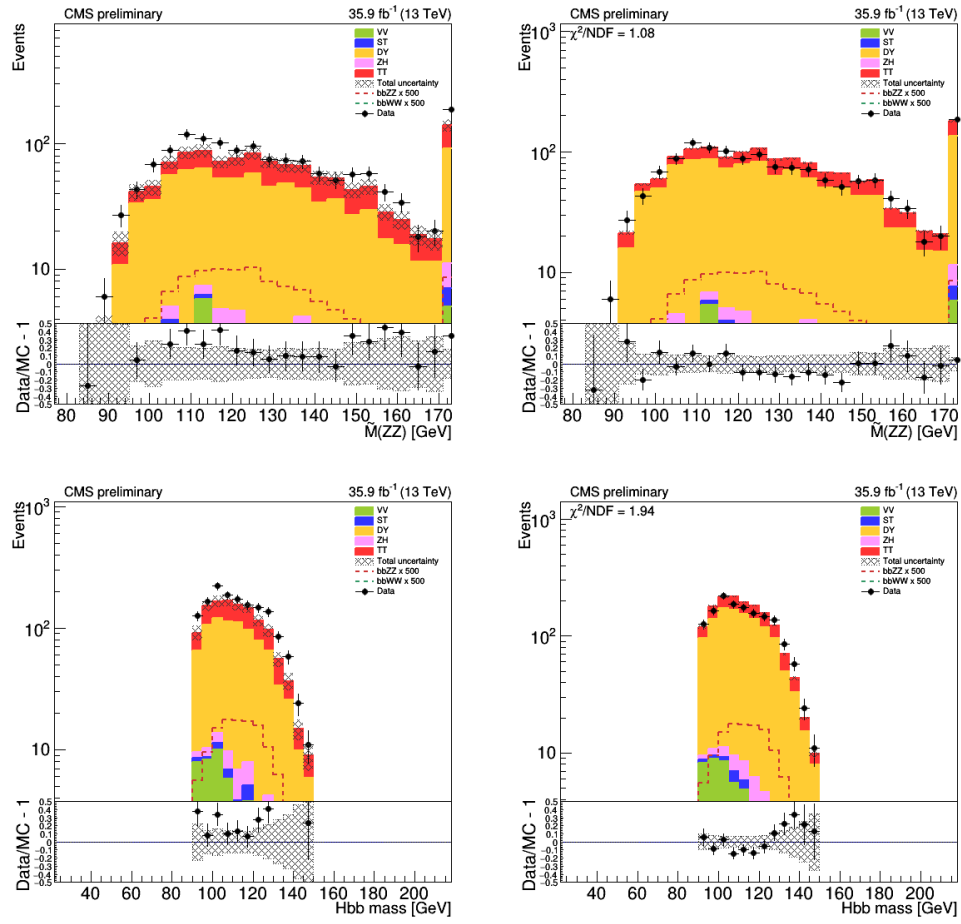 CMS preliminary 35.9 fb⁻¹ (13 TeV)
Events
10²
10
VV
ST
DY
ZH
TT
Total uncertainty
bbZZ x 500
bbWW x 500
Data
Data/MC - 1
0.5
0.4
0.3
0.2
0.1
0
-0.1
-0.2
-0.3
-0.4
-0.5
80 90 100 110 120 130 140 150 160 170
M̃(ZZ) [GeV]
CMS preliminary 35.9 fb⁻¹ (13 TeV)
χ²/NDF = 1.08
Events
10³
10²
10
VV
ST
DY
ZH
TT
Total uncertainty
bbZZ x 500
bbWW x 500
Data
Data/MC - 1
0.5
0.4
0.3
0.2
0.1
0
-0.1
-0.2
-0.3
-0.4
-0.5
80 90 100 110 120 130 140 150 160 170
M̃(ZZ) [GeV]
CMS preliminary 35.9 fb⁻¹ (13 TeV)
Events
10³
10²
10
VV
ST
DY
ZH
TT
Total uncertainty
bbZZ x 500
bbWW x 500
Data
Data/MC - 1
0.5
0.4
0.3
0.2
0.1
0
-0.1
-0.2
-0.3
-0.4
-0.5
40 60 80 100 120 140 160 180 200
Hbb mass [GeV]
CMS preliminary 35.9 fb⁻¹ (13 TeV)
χ²/NDF = 1.94
Events
10³
10²
10
VV
ST
DY
ZH
TT
Total uncertainty
bbZZ x 500
bbWW x 500
Data
Data/MC - 1
0.5
0.4
0.3
0.2
0.1
0
-0.1
-0.2
-0.3
-0.4
-0.5
40 60 80 100 120 140 160 180 200
Hbb mass [GeV]